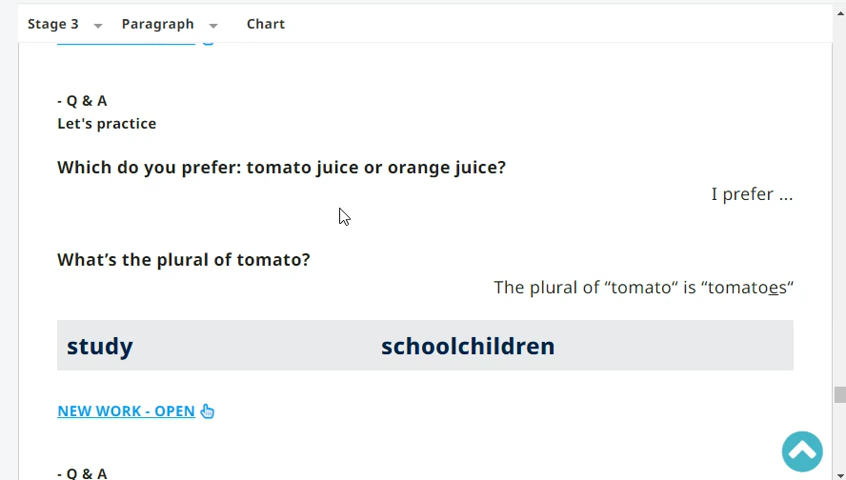 Stage 3 Paragraph Chart
- Q & A
Let's practice
Which do you prefer: tomato juice or orange juice?
I prefer ...
What’s the plural of tomato?
The plural of “tomato“ is “tomatoes“
study schoolchildren
NEW WORK - OPEN
- Q & A